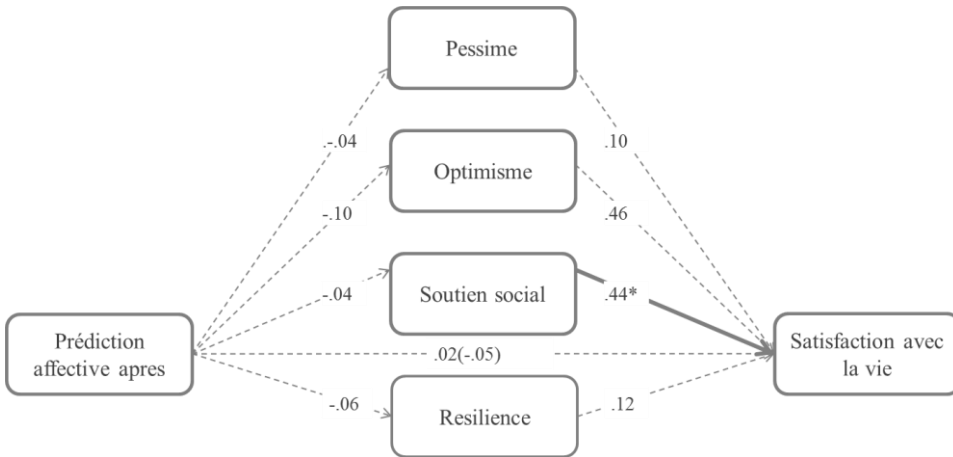 Pessime
.-.04
.10
Optimisme
-.10
.46
Soutien social
-.04
.44*
Prédiction
affective apres
.02(-.05)
Satisfaction avec
la vie
-.06
Resilience
.12